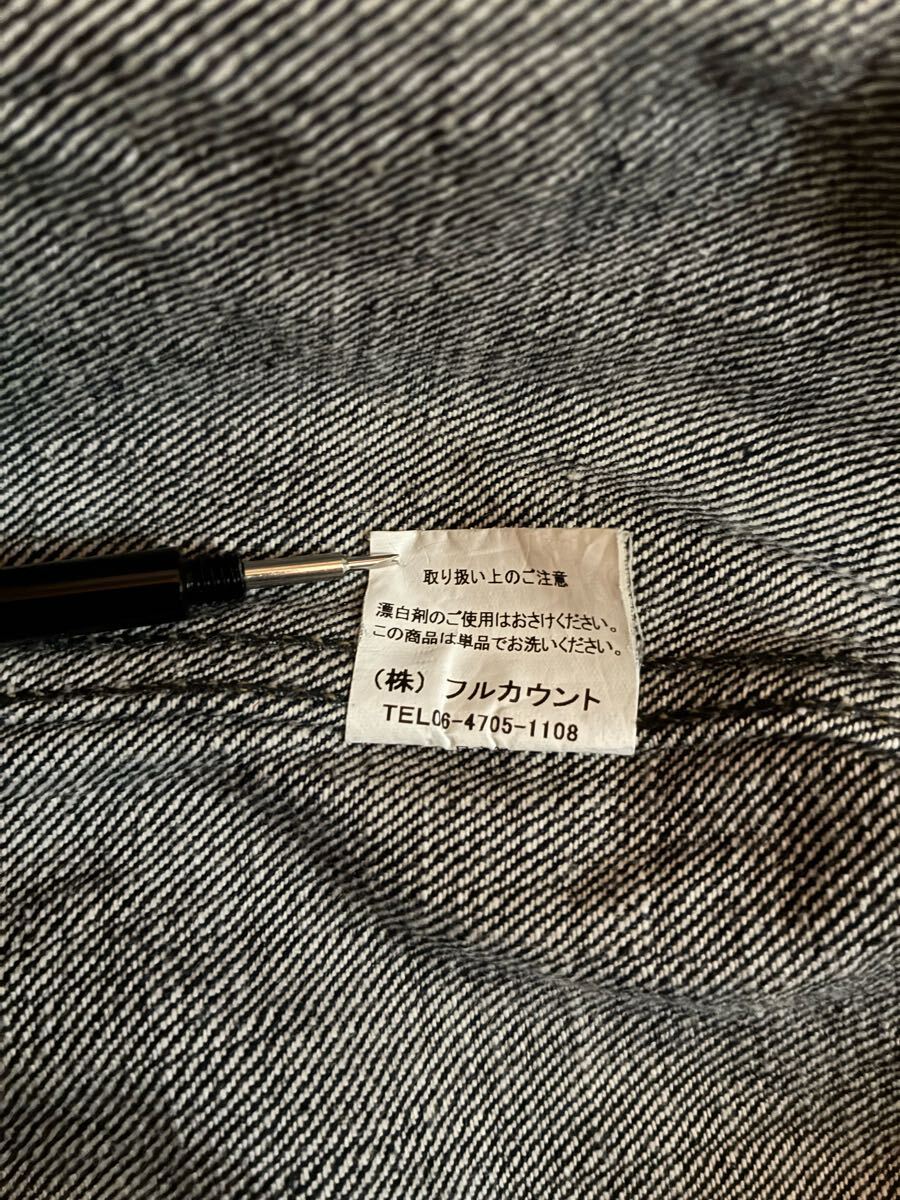 取り扱い上のご注意
漂白剤のご使用はおさけください。
この商品は単品でお洗いください。
（株）フルカウント
TEL06-4705-1108